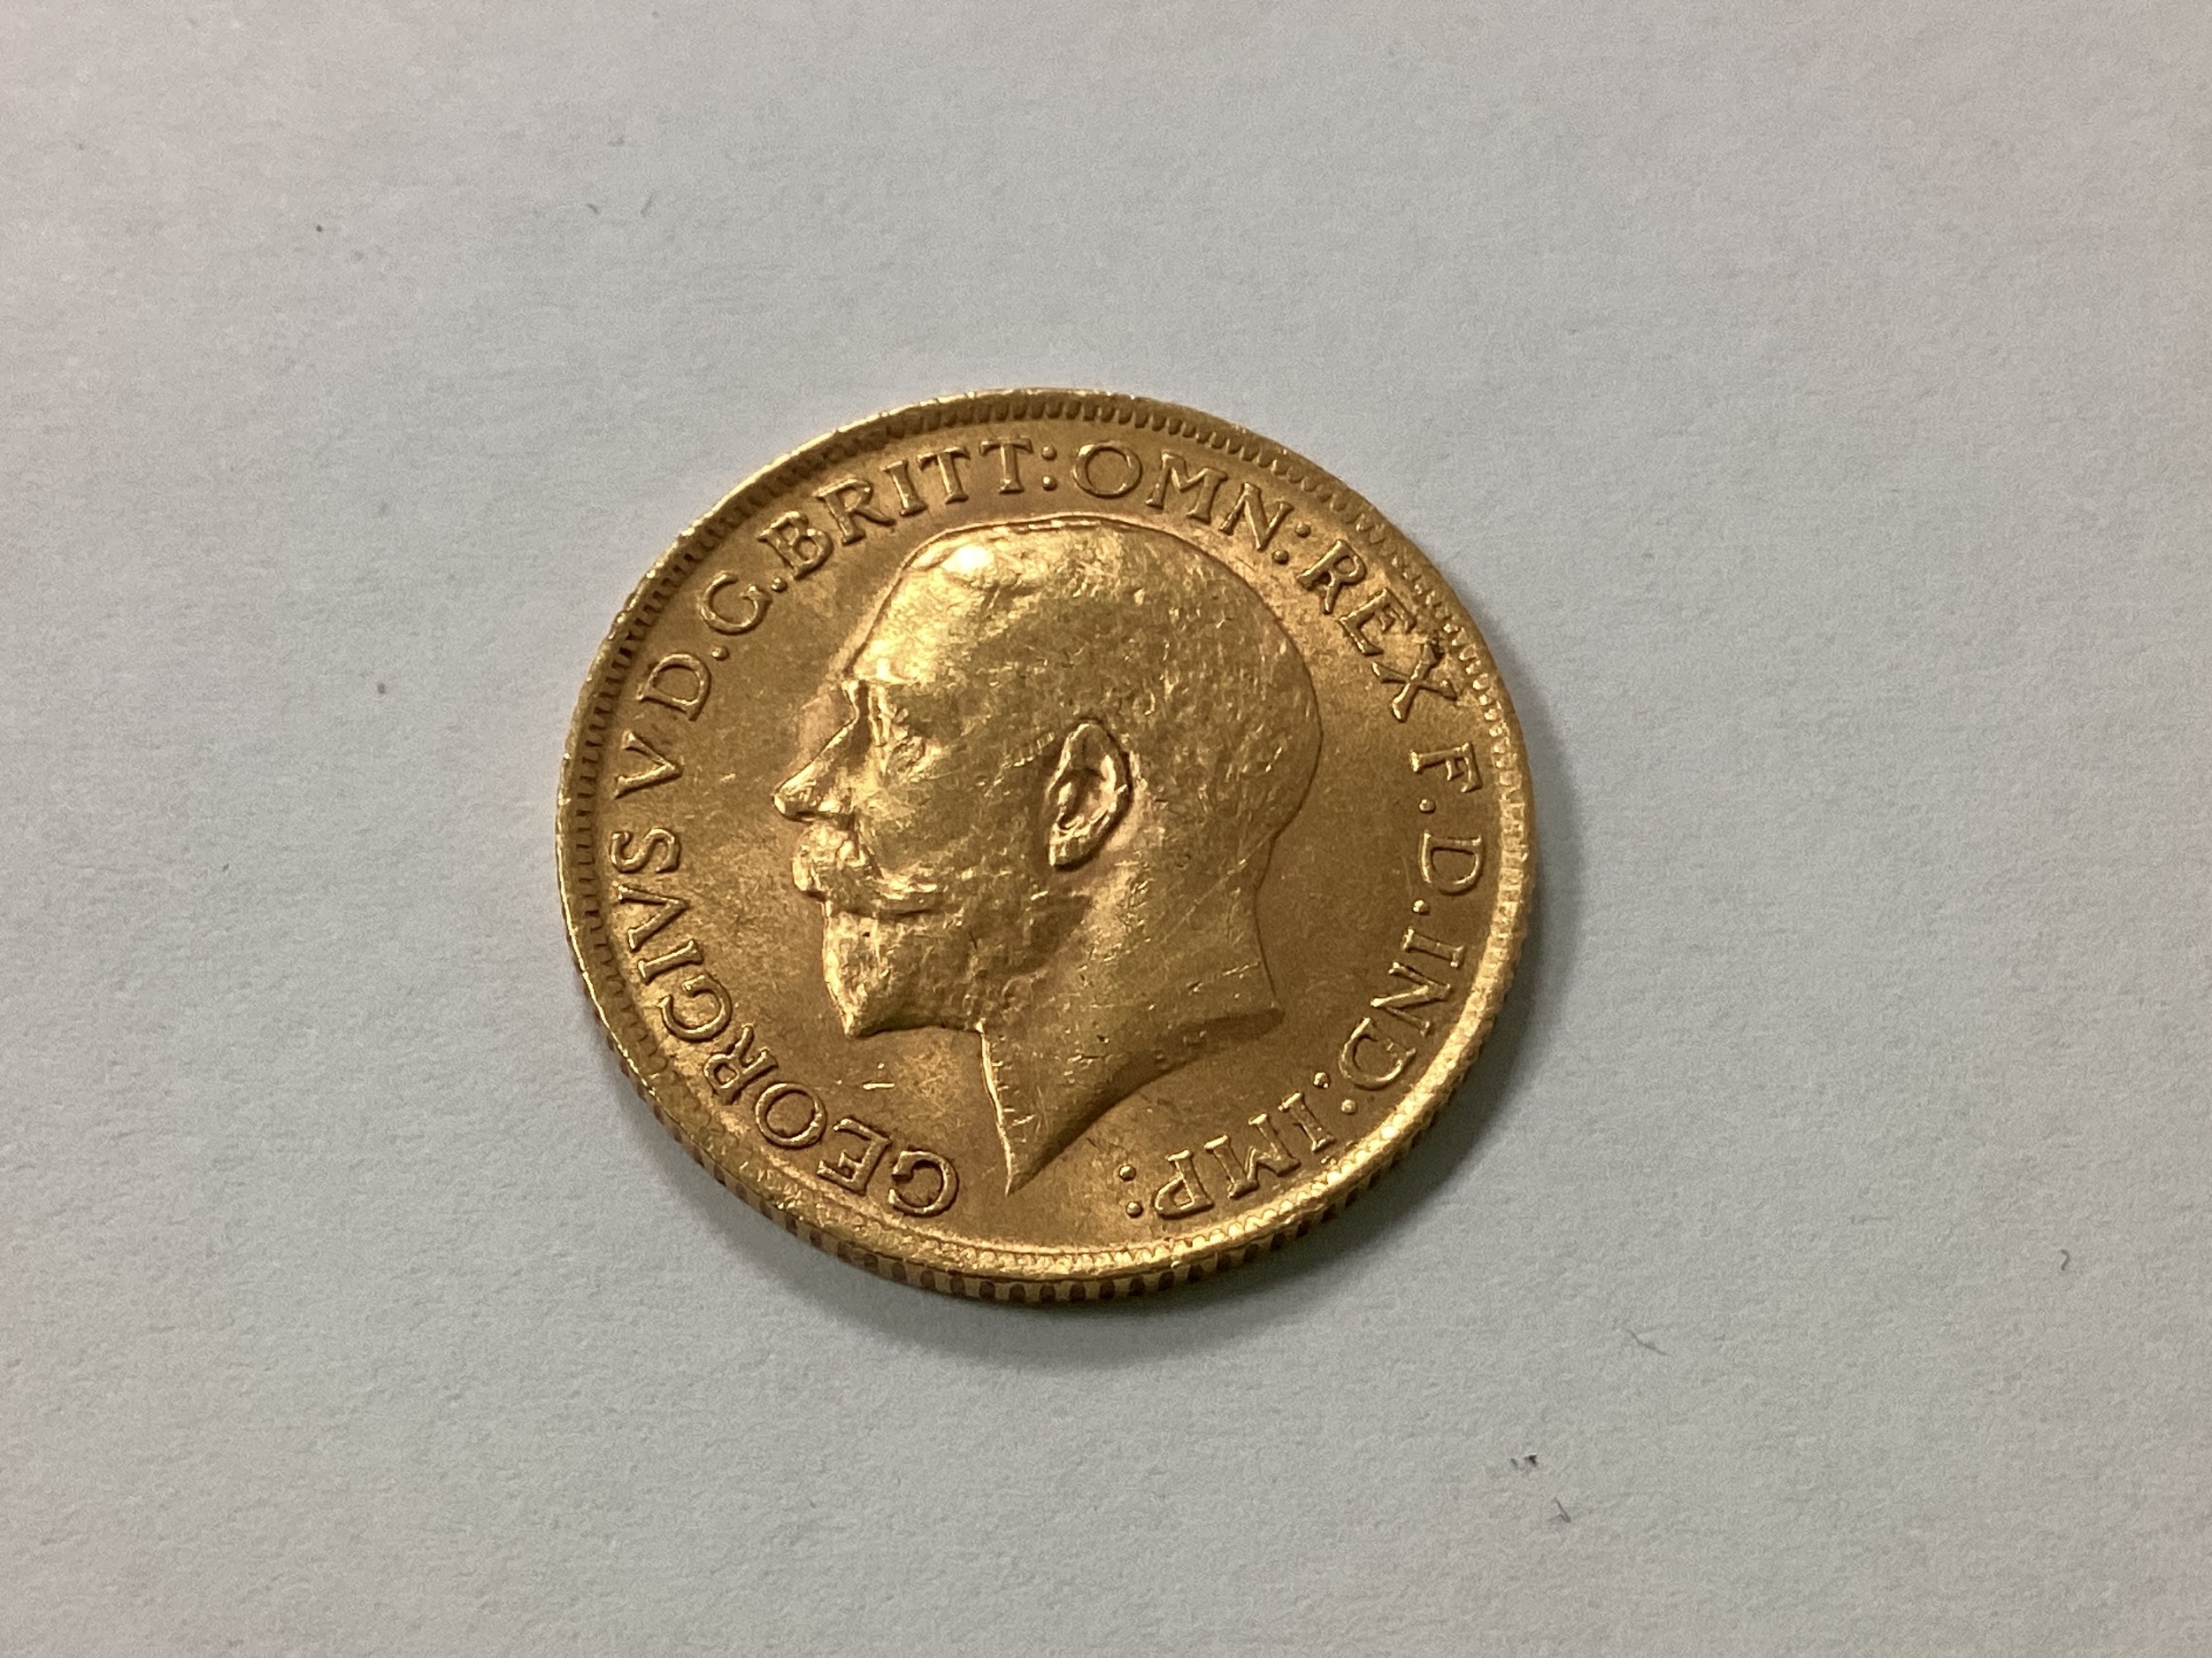 GEORGIVS V D.G.BRITT:OMN:REX F.D.IND:IMP:
B.M.